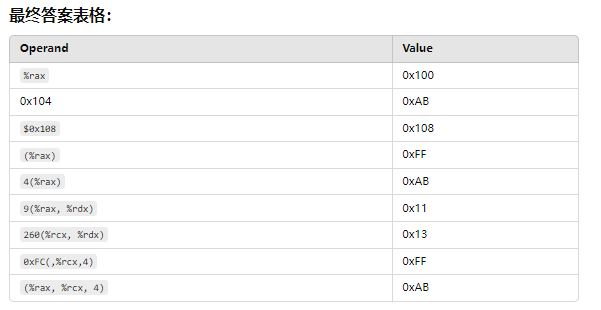 最终答案表格：
Operand Value
%rax 0x100
0x104 0xAB
$0x108 0x108
(%rax) 0xFF
4(%rax) 0xAB
9(%rax, %rdx) 0x11
260(%rcx, %rdx) 0x13
0xFC(,%rcx,4) 0xFF
(%rax, %rcx, 4) 0xAB